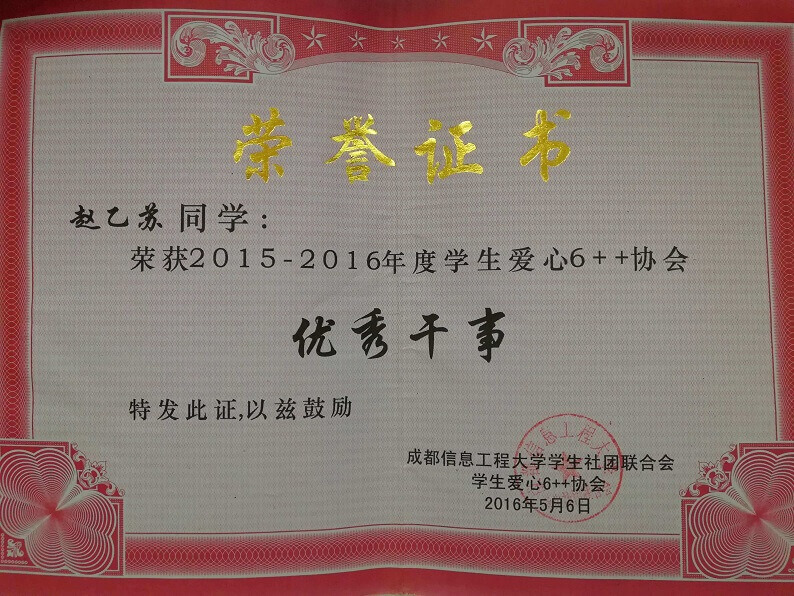 荣誉证书
赵乙苏同学:
荣获2015-2016年度学生爱心6++协会
优秀干事
特发此证,以兹鼓励
成都信息工程大学学生社团联合会
学生爱心6++协会
2016年5月6日